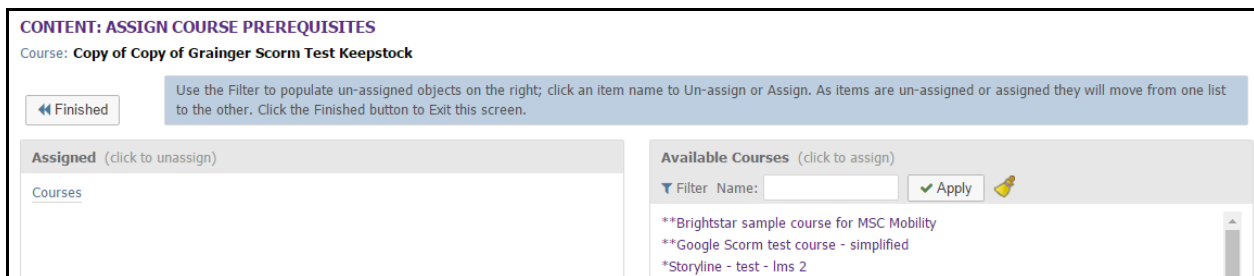 CONTENT: ASSIGN COURSE PREREQUISITES
Course: Copy of Copy of Grainger Scorm Test Keepstock
Finished
Use the Filter to populate un-assigned objects on the right; click an item name to Un-assign or Assign. As items are un-assigned or assigned they will move from one list
to the other. Click the Finished button to Exit this screen.
Assigned (click to unassign)
Courses
Available Courses (click to assign)
Filter Name: Apply
**Brightstar sample course for MSC Mobility
**Google Scorm test course - simplified
*Storyline - test - lms 2